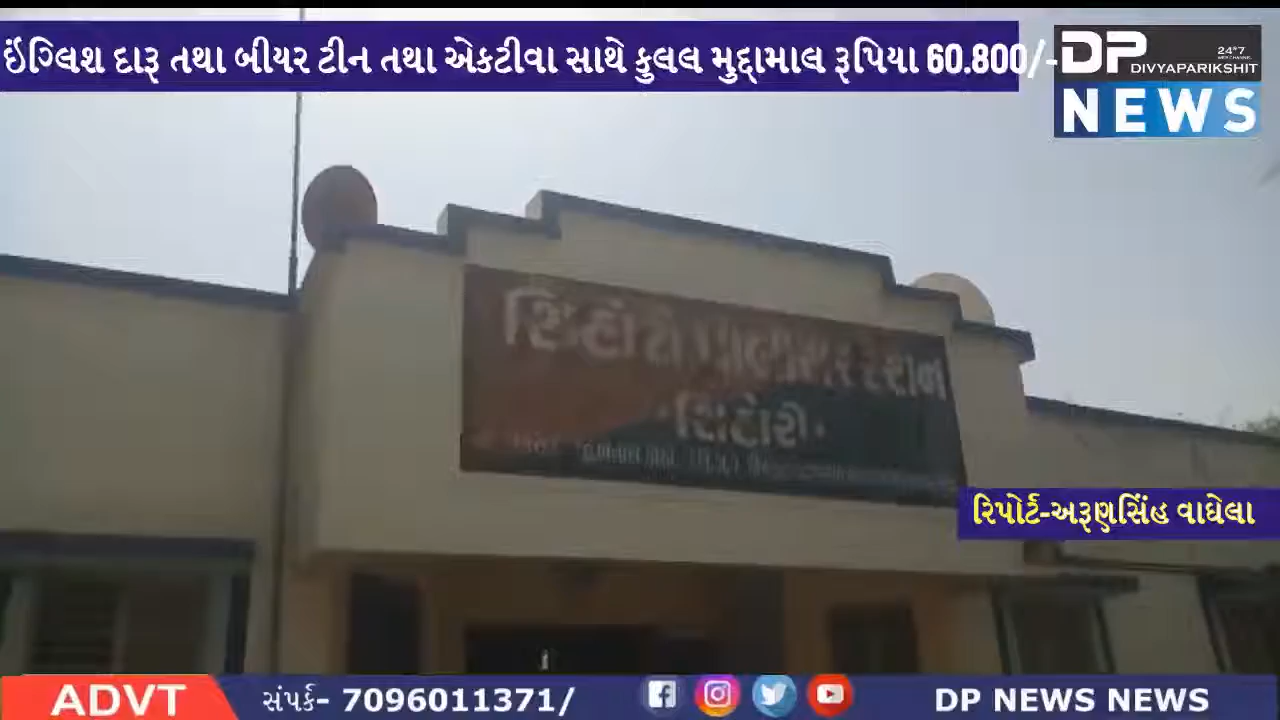 ઇંગ્લિશ દારૂ તથા બીયર ટીન તથા એકટીવા સાથે કુલલ મુદ્દામાલ રૂપિયા 60.800/-
DP
24*7
DIVYAPARIKSHIT
NEWS
સિંહોરી પોલીસ સ્ટેશન
રિપોર્ટ-અરૂણસિંહ વાઘેલા
ADVT
સંપર્ક- 7096011371/
DP NEWS NEWS